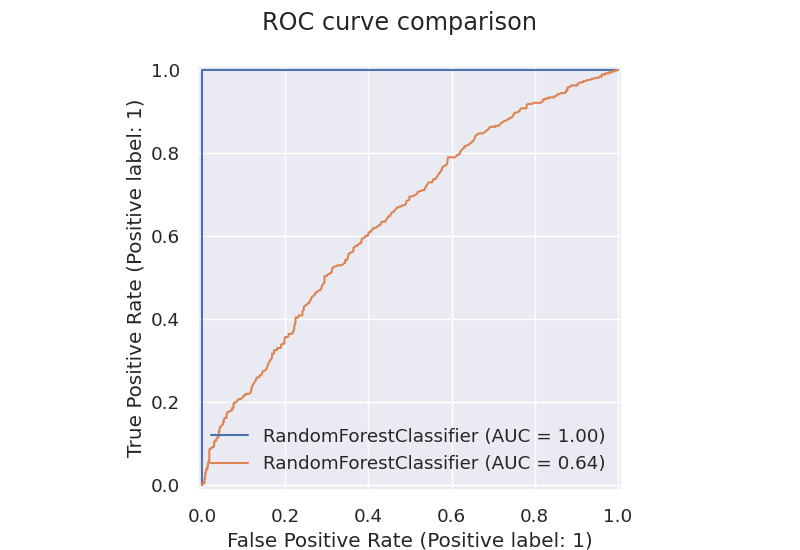 ROC curve comparison
True Positive Rate (Positive label: 1)
1.0
0.8
0.6
0.4
0.2
0.0
RandomForestClassifier (AUC = 1.00)
RandomForestClassifier (AUC = 0.64)
0.0 0.2 0.4 0.6 0.8 1.0
False Positive Rate (Positive label: 1)